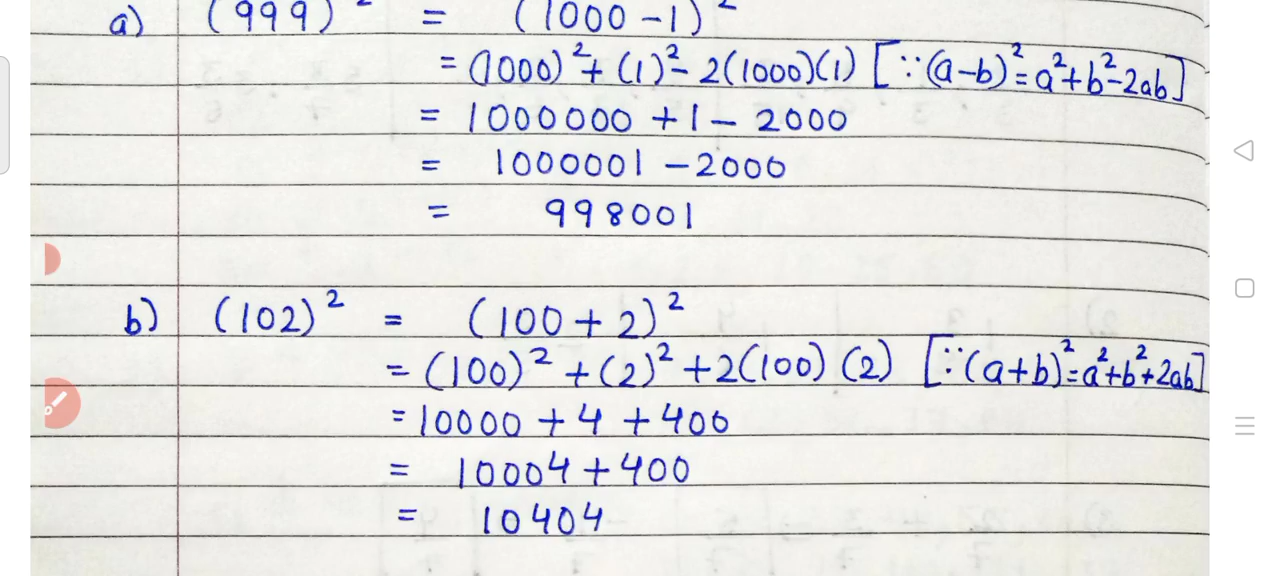 a) (999)² = (1000 - 1)²
= (1000)² + (1)² - 2(1000)(1) [∵(a-b)² = a²+b²-2ab]
= 1000000 + 1 - 2000
= 1000001 - 2000
= 998001
b) (102)² = (100 + 2)²
= (100)² + (2)² + 2(100) (2) [∵(a+b)² = a²+b²+2ab]
= 10000 + 4 + 400
= 10004 + 400
= 10404